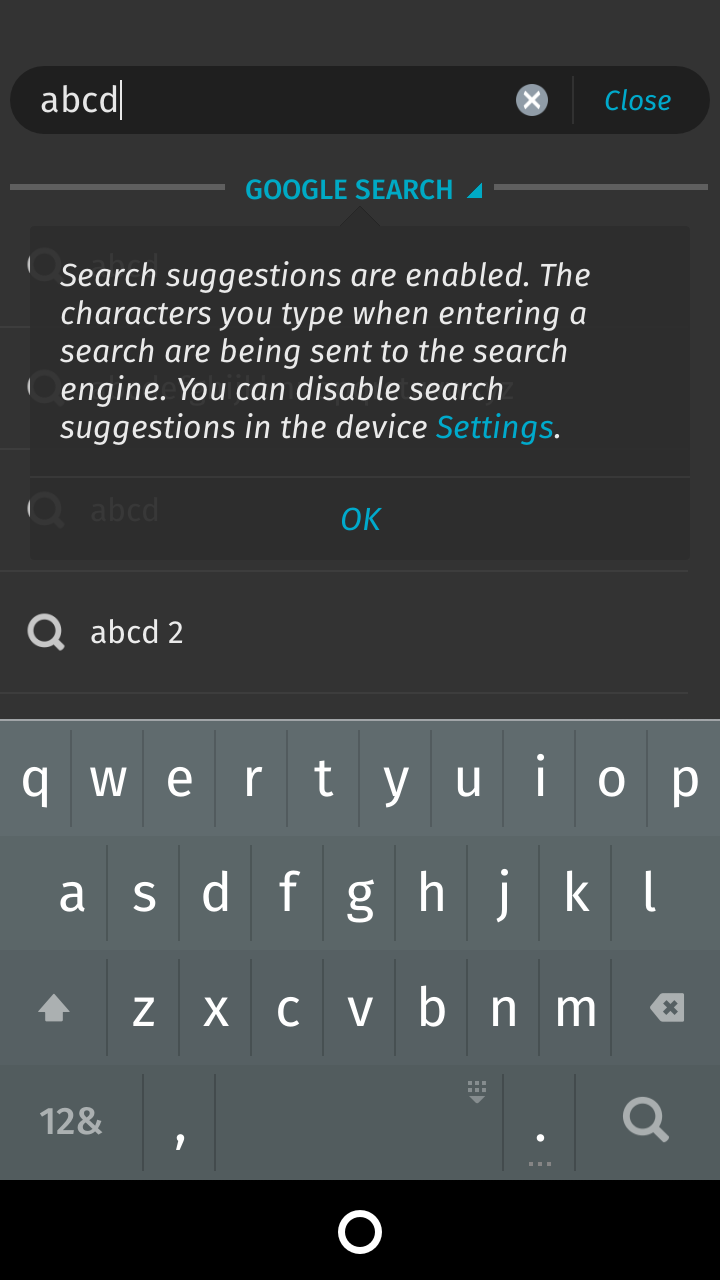 abcd
Close
GOOGLE SEARCH
abcd
Search suggestions are enabled. The
characters you type when entering a
search are being sent to the search
engine. You can disable search
suggestions in the device Settings.
abcd
OK
abcd 2
q w e r t y u i o p
a s d f g h j k l
z x c v b n m
12& , .